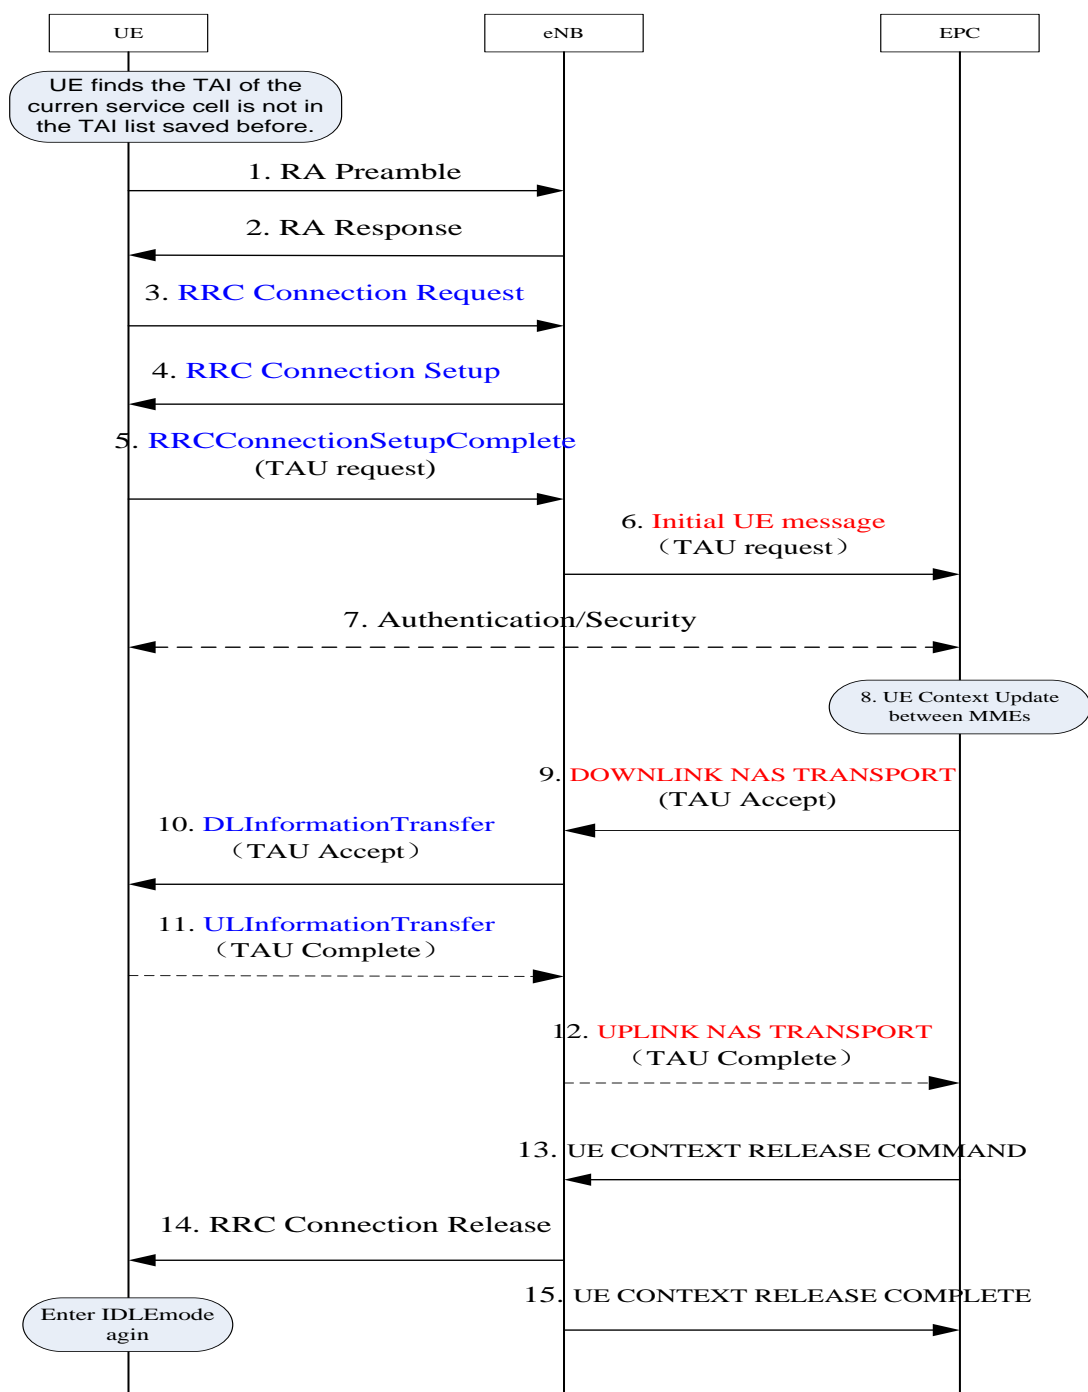 UE
eNB
EPC
UE finds the TAI of the
curren service cell is not in
the TAI list saved before.
1. RA Preamble
2. RA Response
3. RRC Connection Request
4. RRC Connection Setup
5. RRCConnectionSetupComplete
(TAU request)
6. Initial UE message
（TAU request）
7. Authentication/Security
8. UE Context Update
between MMEs
9. DOWNLINK NAS TRANSPORT
(TAU Accept)
10. DLInformationTransfer
（TAU Accept）
11. ULInformationTransfer
（TAU Complete）
12. UPLINK NAS TRANSPORT
（TAU Complete）
13. UE CONTEXT RELEASE COMMAND
14. RRC Connection Release
15. UE CONTEXT RELEASE COMPLETE
Enter IDLEmode
agin